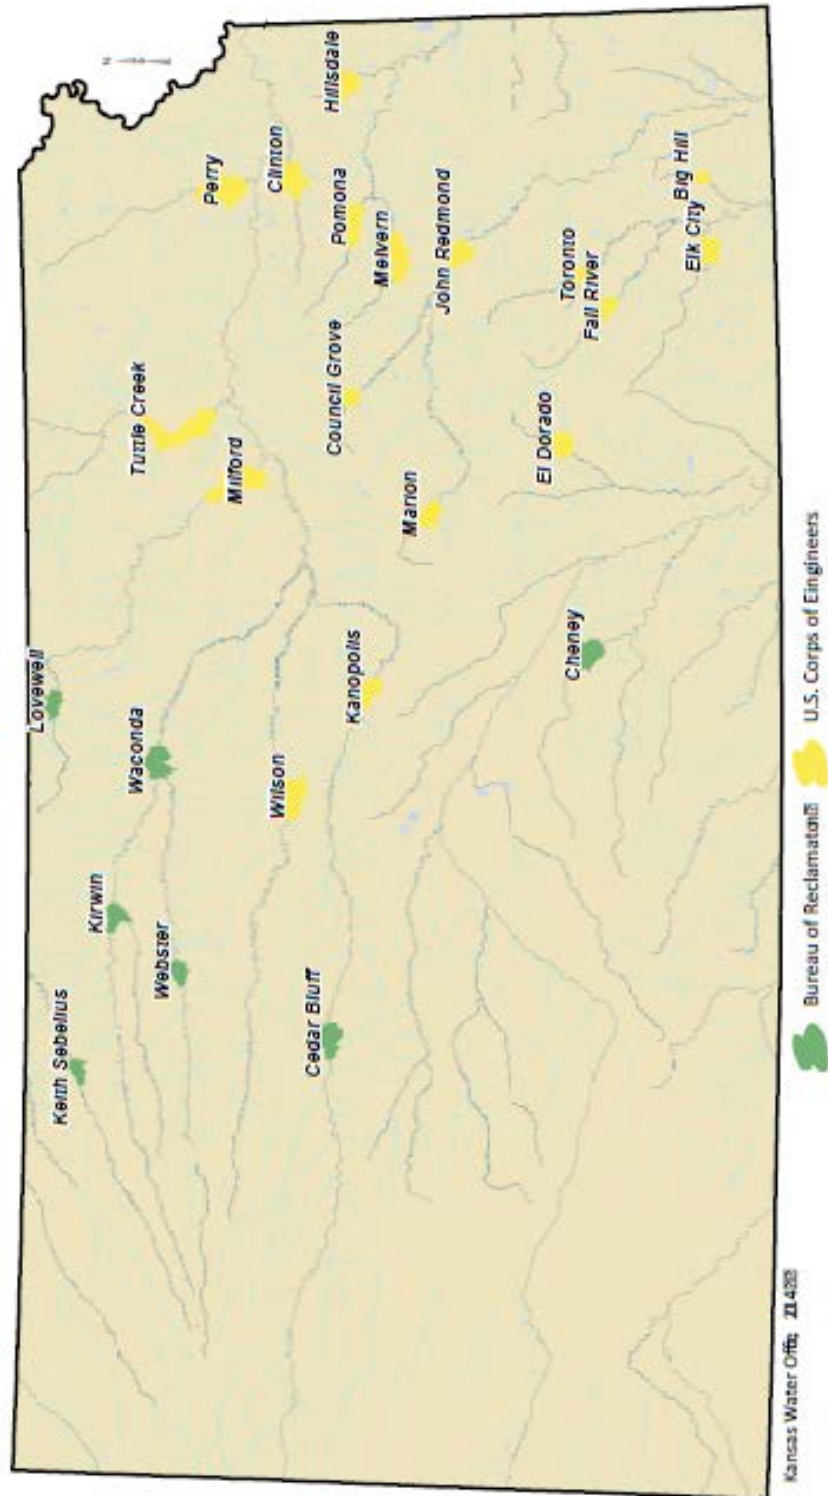 N
Lovewell
Keith Sebelius
Kirwin
Waconda
Webster
Tuttle Creek
Milford
Perry
Clinton
Wilson
Cedar Bluff
Kanopolis
Council Grove
Pomona
Hillsdale
Melvern
Marion
John Redmond
El Dorado
Toronto
Fall River
Cheney
Elk City
Big Hill
Kansas Water Office,
Bureau of Reclamation
U.S. Corps of Eingineers